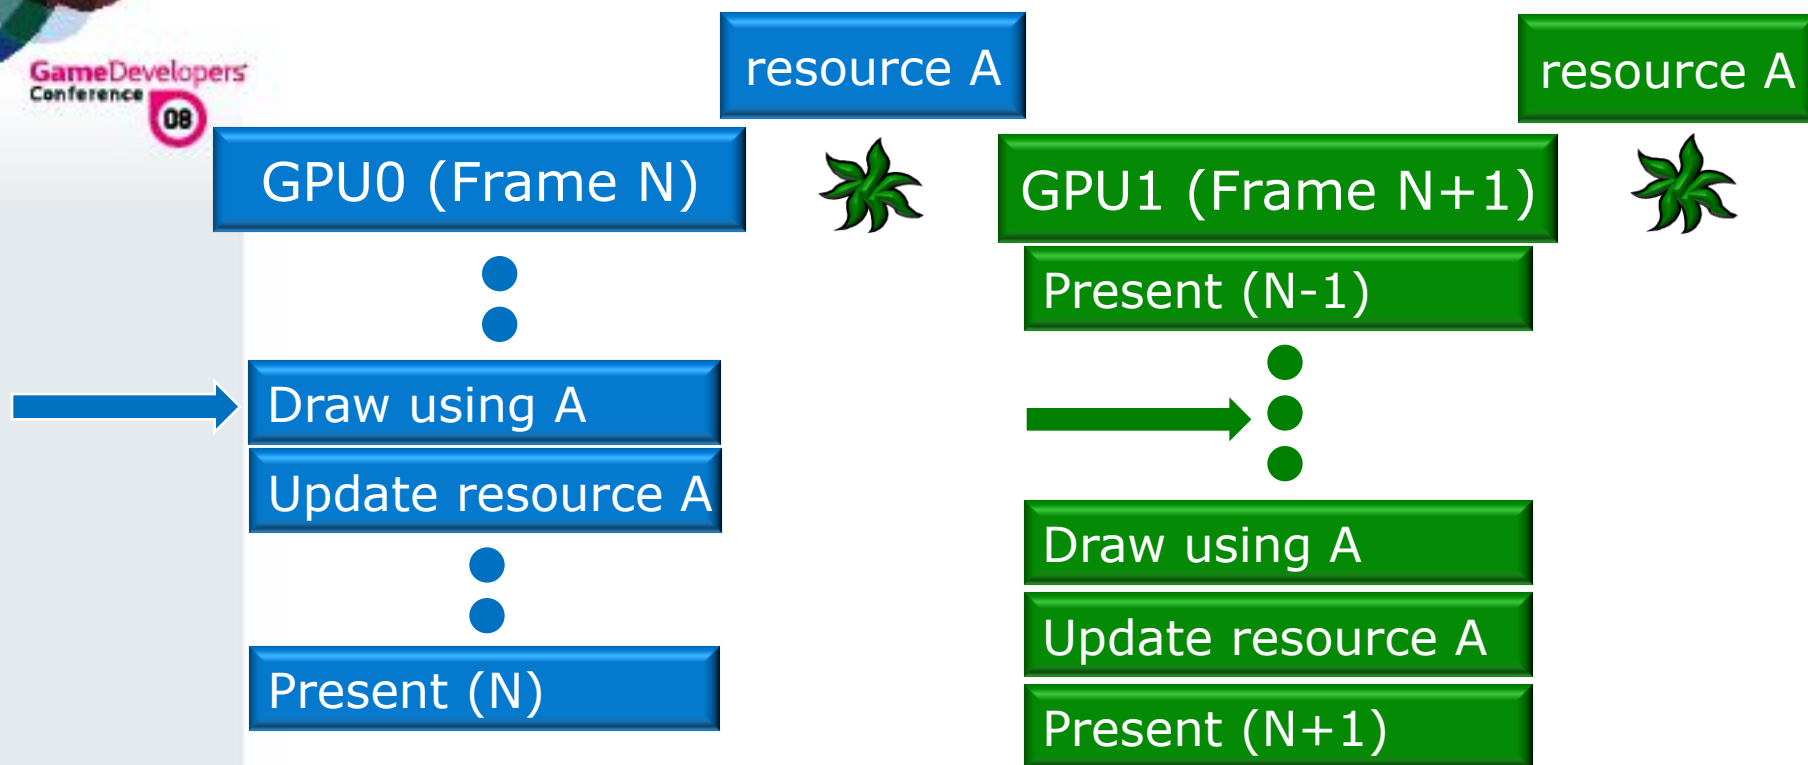 GameDevelopers
Conference
08
resource A
resource A
GPU0 (Frame N)
GPU1 (Frame N+1)
Present (N-1)
Draw using A
Update resource A
Present (N)
Draw using A
Update resource A
Present (N+1)